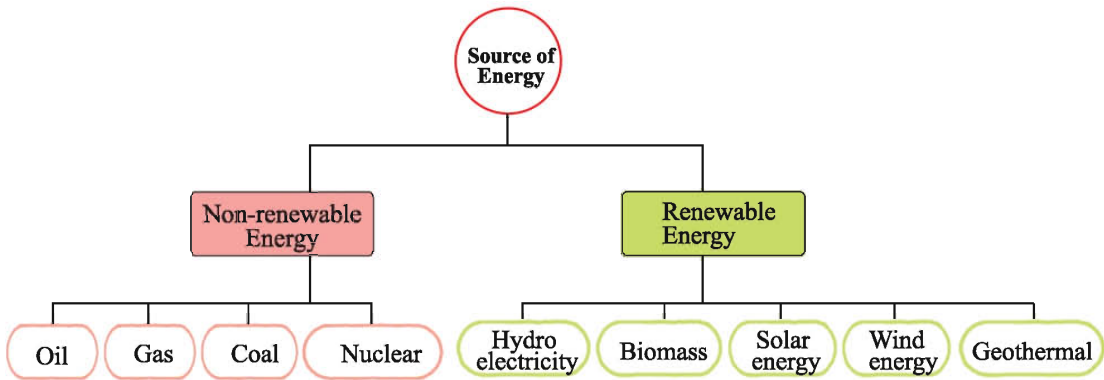 Source of
Energy
Non-renewable
Energy
Renewable
Energy
Oil
Gas
Coal
Nuclear
Hydro
electricity
Biomass
Solar
energy
Wind
energy
Geothermal